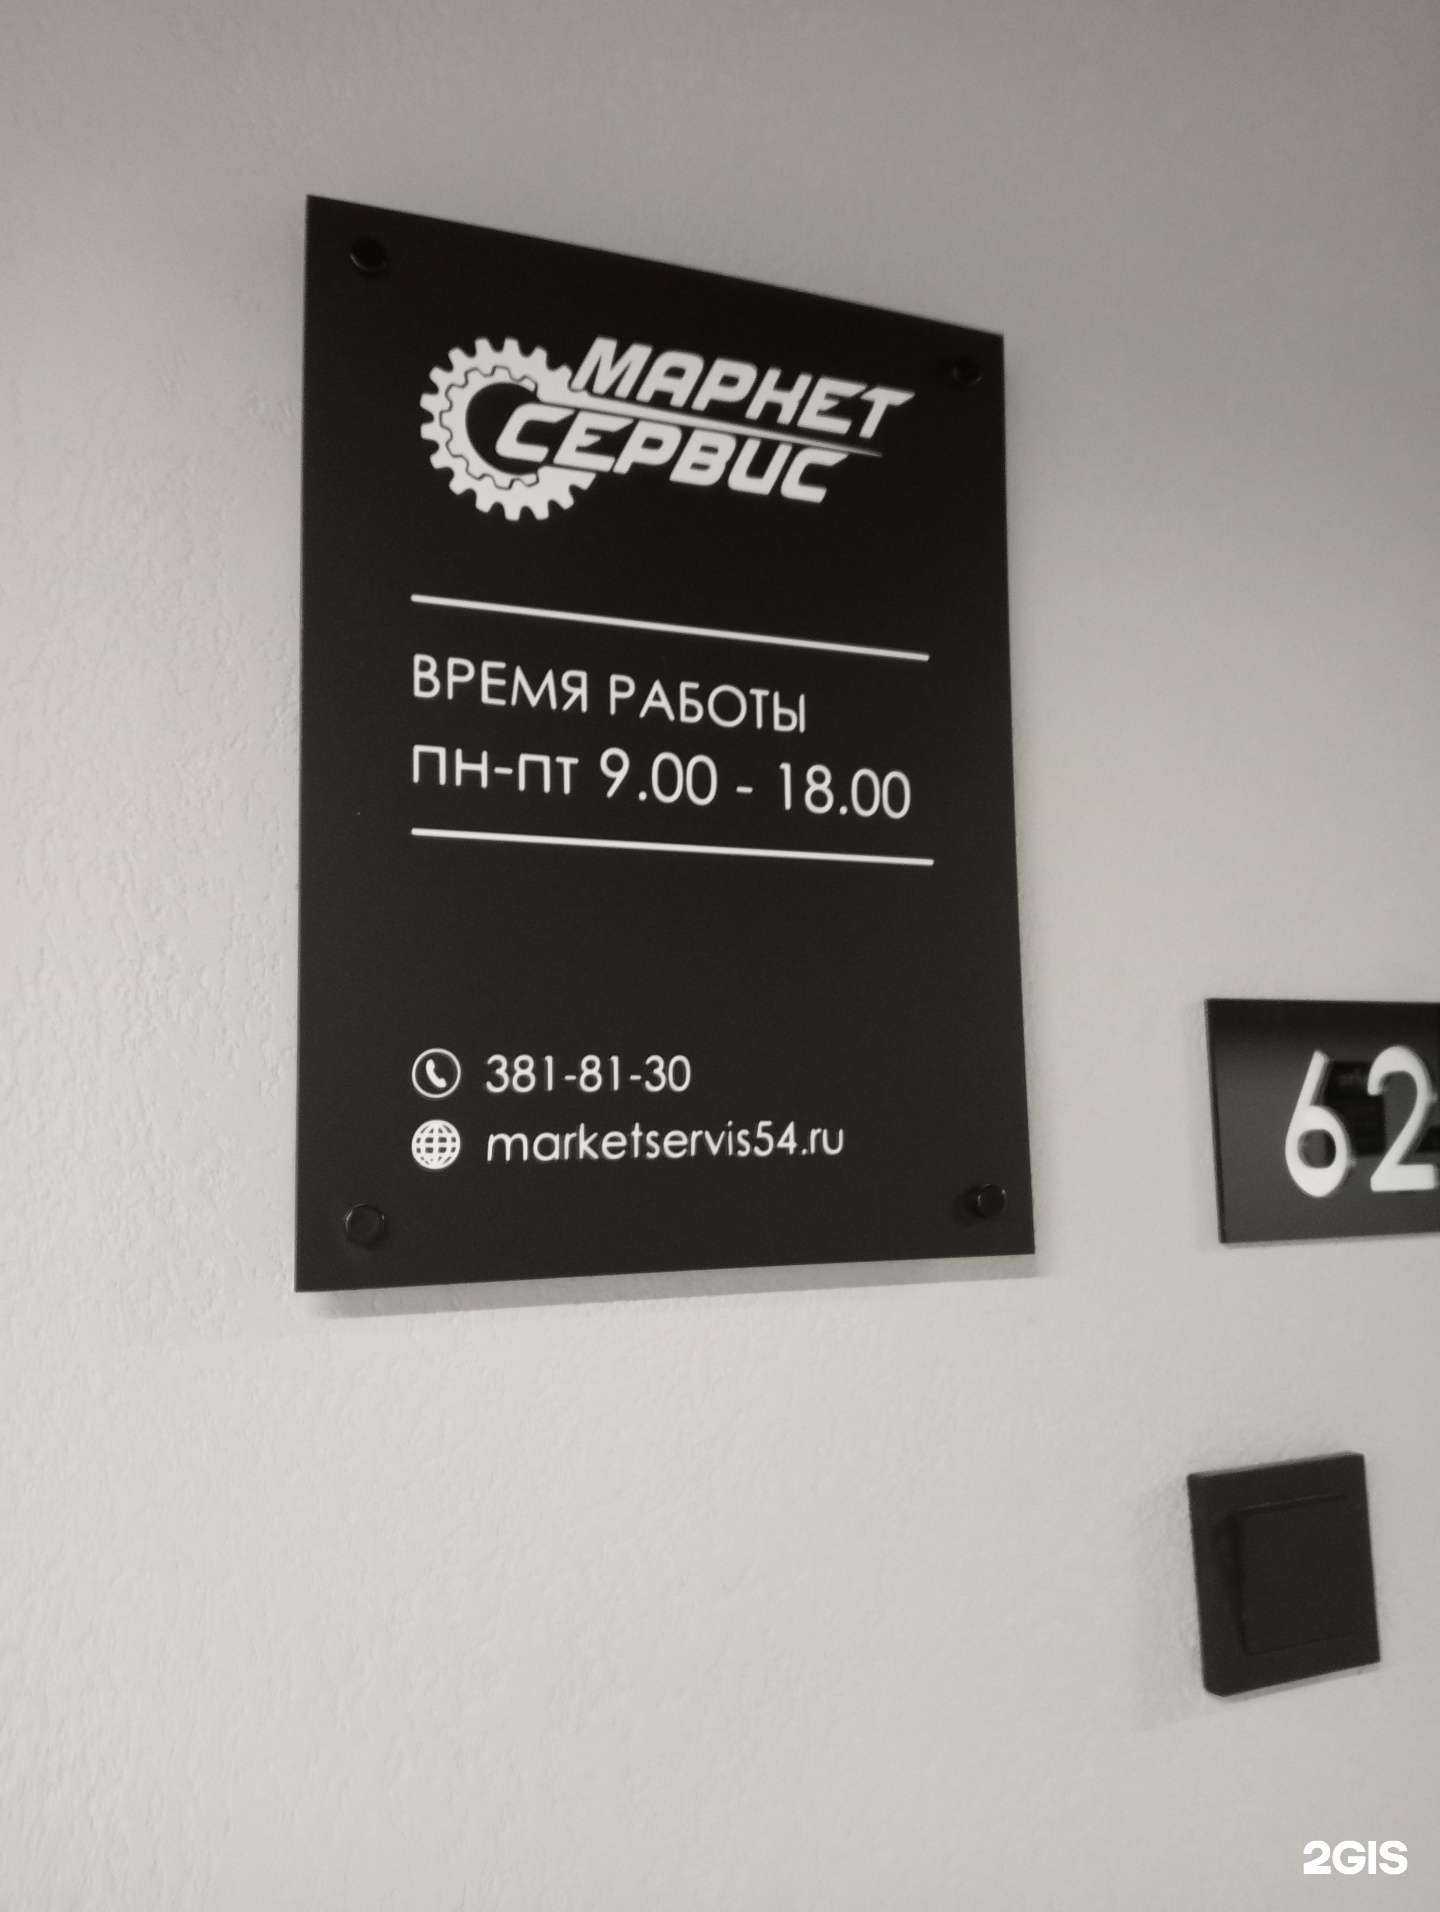 МАРКЕТ
СЕРВИС
ВРЕМЯ РАБОТЫ
ПН-ПТ 9.00 - 18.00
381-81-30
marketservis54.ru
62
2GIS